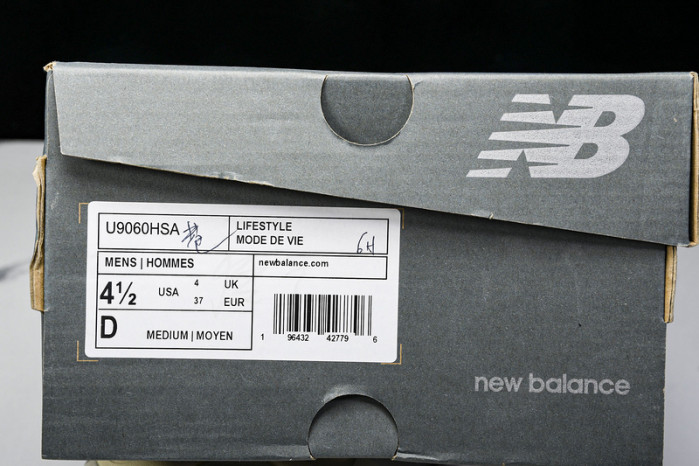 NB
U9060HSA
LIFESTYLE
MODE DE VIE
6H
MENS | HOMMES
newbalance.com
4½ USA 4 UK
37 EUR
D MEDIUM | MOYEN
1 96432 42779 6
new balance